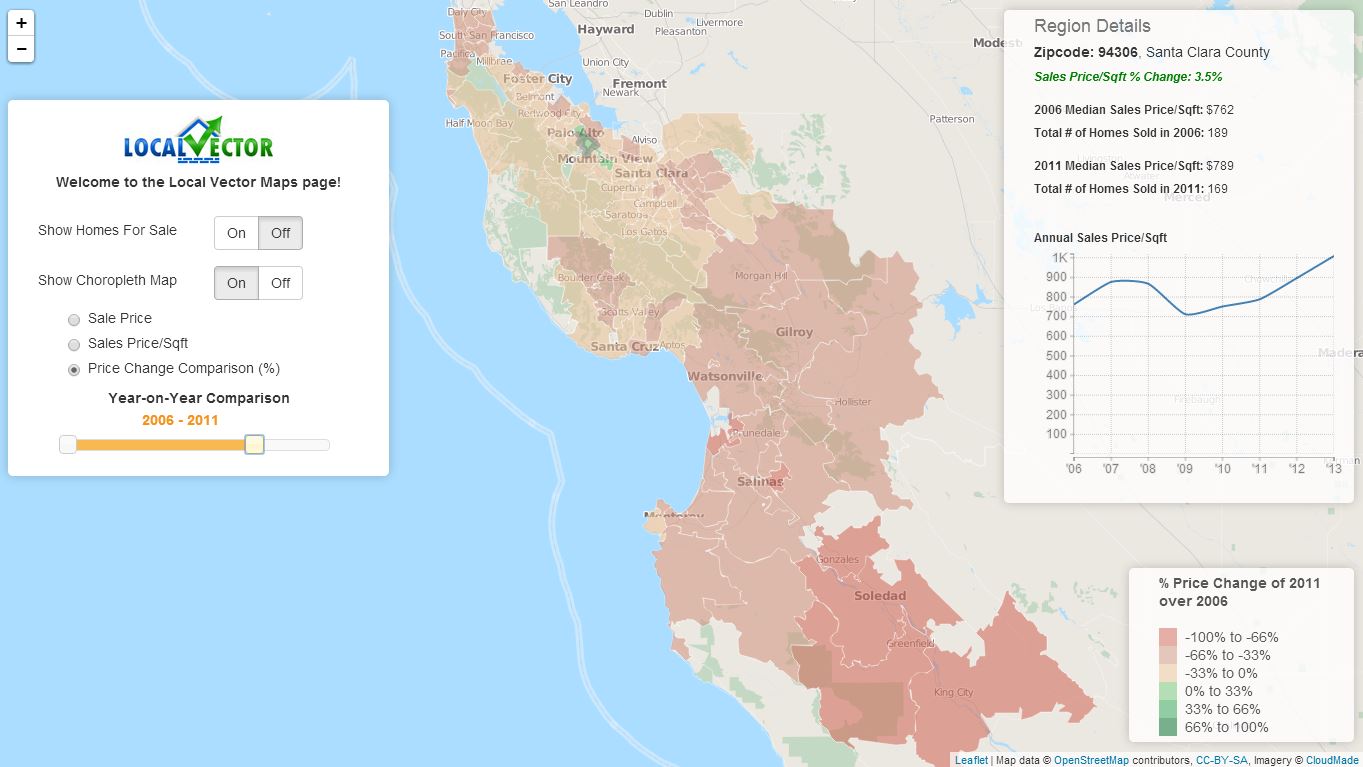 +
−
LOCALVECTOR
Welcome to the Local Vector Maps page!
Show Homes For Sale
On Off
Show Choropleth Map
On Off
Sale Price
Sales Price/Sqft
Price Change Comparison (%)
Year-on-Year Comparison
2006 - 2011
San Leandro
Daly City
Dublin
Livermore
Hayward
Pleasanton
South San Francisco
Pacifica
Millbrae
Union City
Foster City
Fremont
Belmont
Newark
Redwood City
Half Moon Bay
Palo Alto
Alviso
Mountain View
Santa Clara
Cupertino
Campbell
Saratoga
Los Gatos
Patterson
Boulder Creek
Morgan Hill
Scotts Valley
Gilroy
Santa Cruz
Aptos
Watsonville
Hollister
Prunedale
Salinas
Monterey
Gonzales
Soledad
Greenfield
King City
Region Details
Zipcode: 94306, Santa Clara County
Sales Price/Sqft % Change: 3.5%
2006 Median Sales Price/Sqft: $762
Total # of Homes Sold in 2006: 189
2011 Median Sales Price/Sqft: $789
Total # of Homes Sold in 2011: 169
Merced
Annual Sales Price/Sqft
1K
900
800
700
600
500
400
300
200
100
'06 '07 '08 '09 '10 '11 '12 '13
Firebaugh
% Price Change of 2011
over 2006
-100% to -66%
-66% to -33%
-33% to 0%
0% to 33%
33% to 66%
66% to 100%
Leaflet | Map data © OpenStreetMap contributors, CC-BY-SA, Imagery © CloudMade